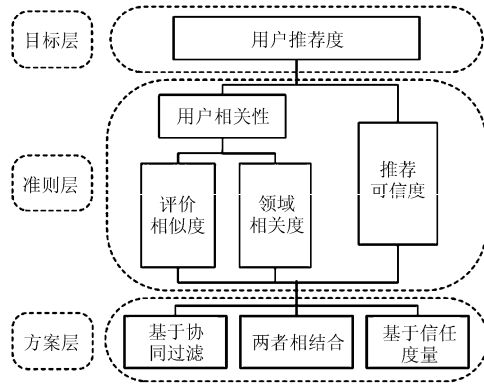 目标层
用户推荐度
用户相关性
准则层
评价
相似度
领域
相关度
推荐
可信度
方案层
基于协
同过滤
两者相结合
基于信任
度量